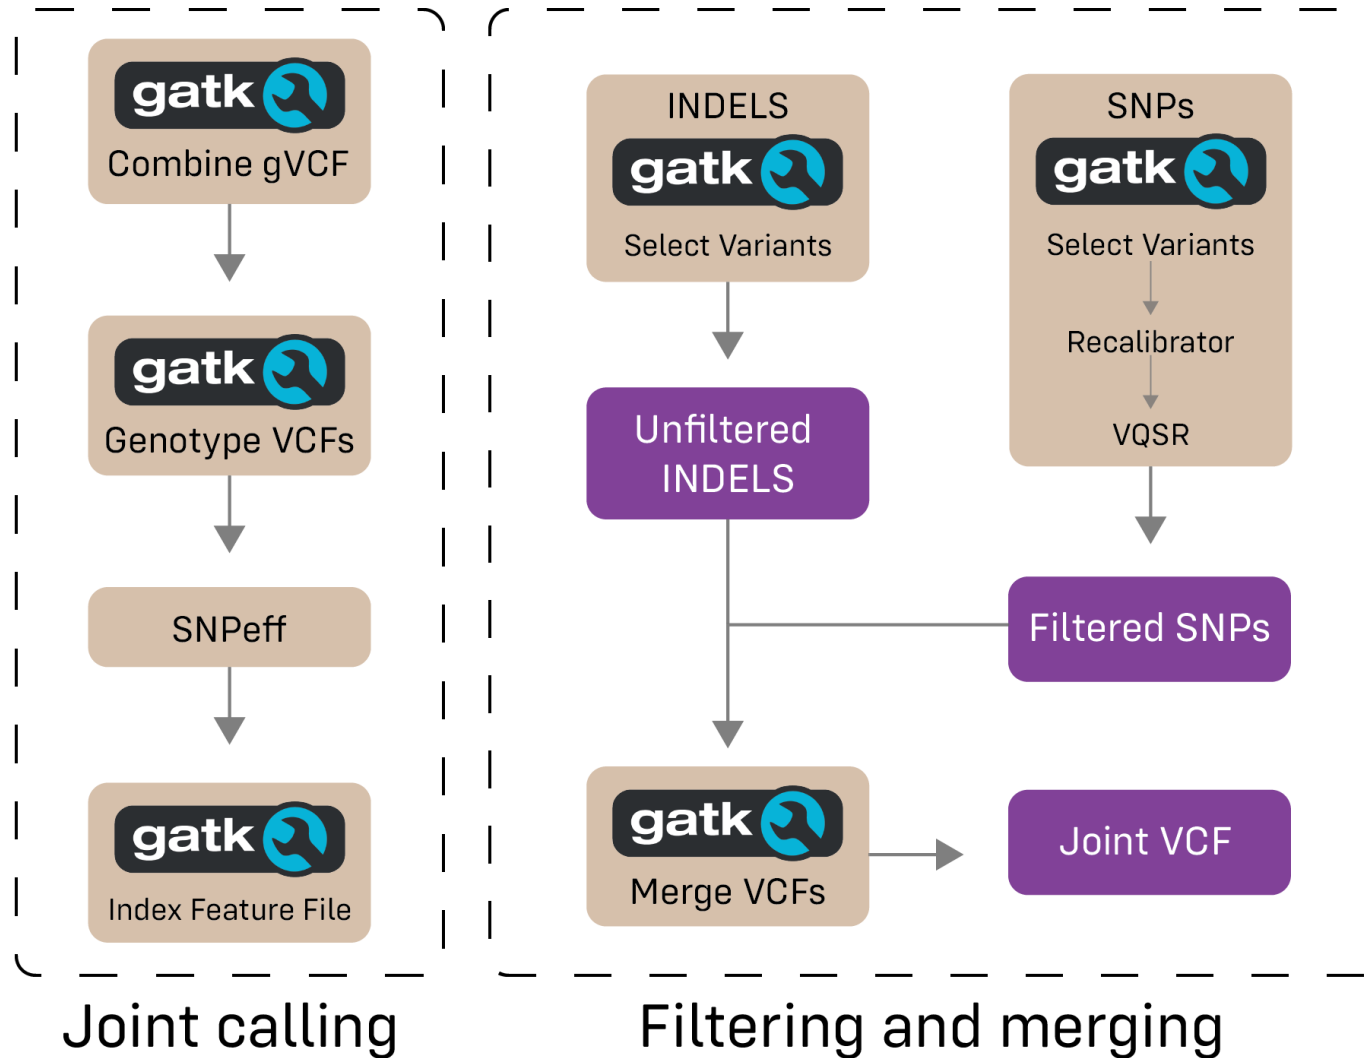 gatk
Combine gVCF
gatk
Genotype VCFs
SNPeff
gatk
Index Feature File
Joint calling
INDELS
gatk
Select Variants
Unfiltered
INDELS
SNPs
gatk
Select Variants
Recalibrator
VQSR
Filtered SNPs
gatk
Merge VCFs
Joint VCF
Filtering and merging